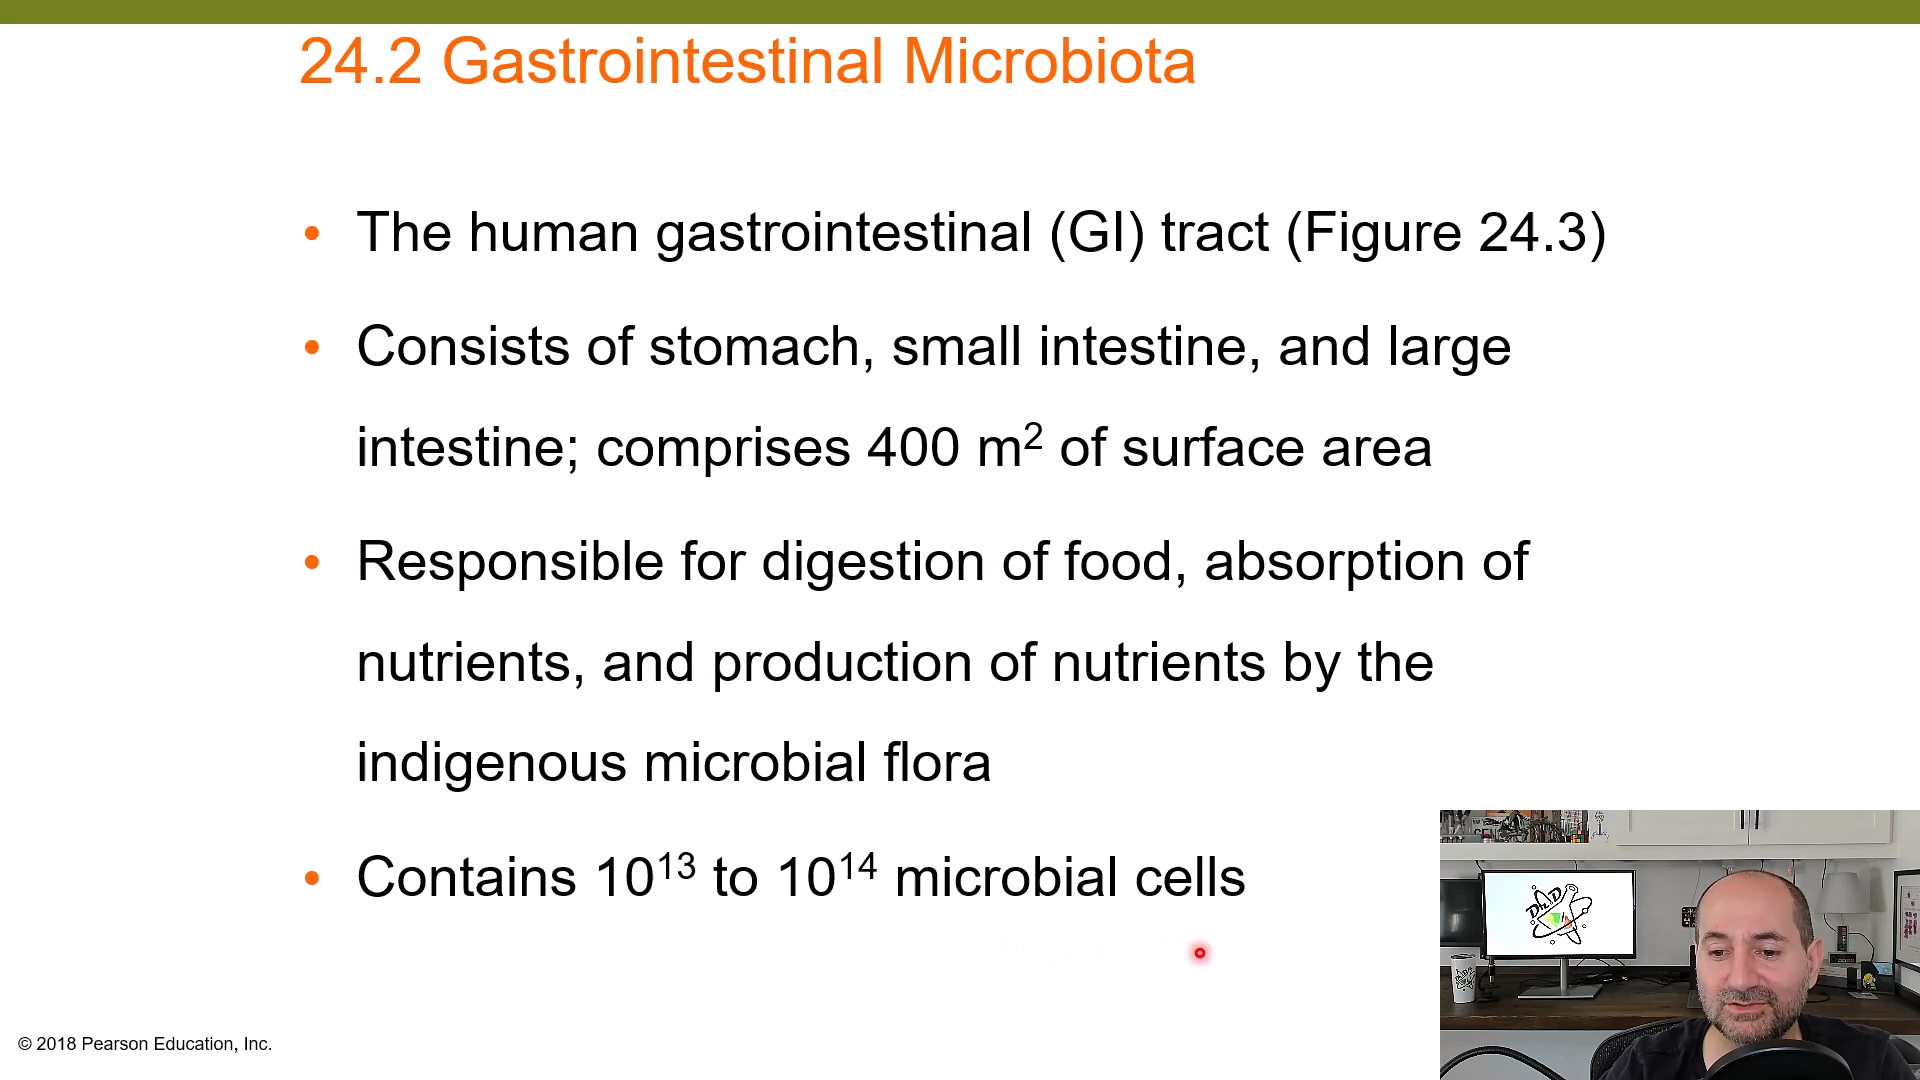 24.2 Gastrointestinal Microbiota
• The human gastrointestinal (GI) tract (Figure 24.3)
• Consists of stomach, small intestine, and large
intestine; comprises 400 m² of surface area
• Responsible for digestion of food, absorption of
nutrients, and production of nutrients by the
indigenous microbial flora
• Contains 10¹³ to 10¹⁴ microbial cells
© 2018 Pearson Education, Inc.